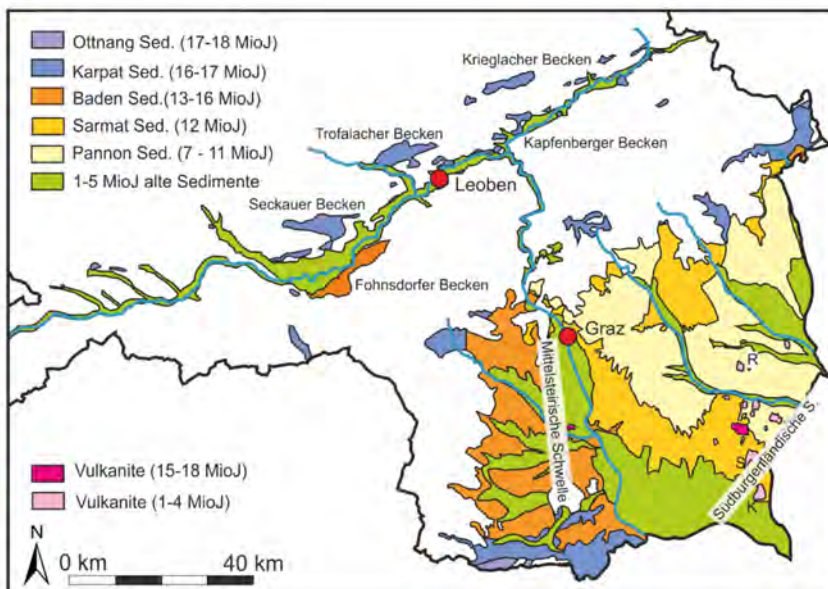 Ottnang Sed. (17-18 MioJ)
Karpat Sed. (16-17 MioJ)
Baden Sed.(13-16 MioJ)
Sarmat Sed. (12 MioJ)
Pannon Sed. (7 - 11 MioJ)
1-5 MioJ alte Sedimente
Krieglacher Becken
Trofaiacher Becken
Kapfenberger Becken
Leoben
Seckauer Becken
Fohnsdorfer Becken
Graz
Mittelsteirische Schwelle
R
S
K
Südburgenländische S.
Vulkanite (15-18 MioJ)
Vulkanite (1-4 MioJ)
N
0 km 40 km